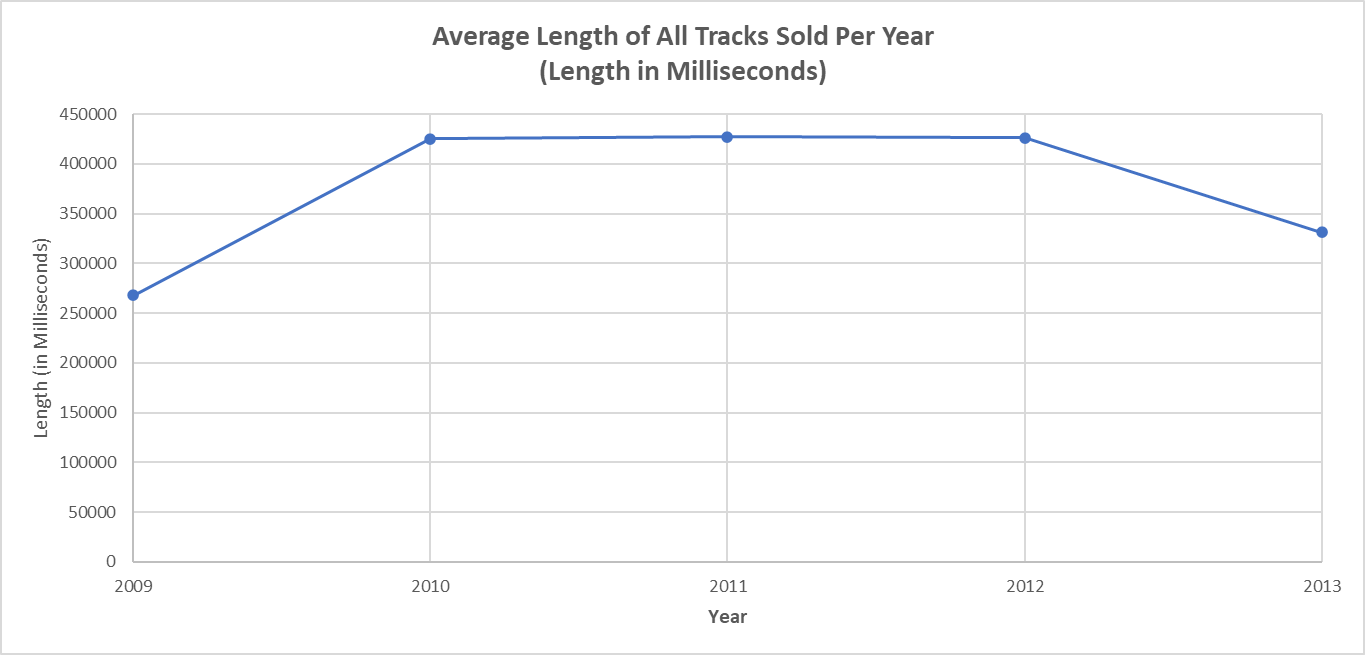 Average Length of All Tracks Sold Per Year
(Length in Milliseconds)
450000
400000
350000
300000
250000
200000
150000
100000
50000
0
Length (in Milliseconds)
2009 2010 2011 2012 2013
Year